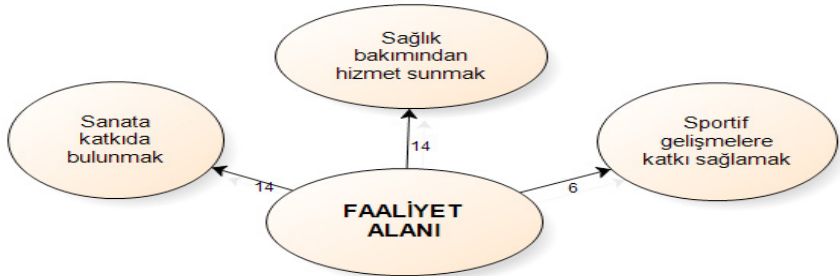 Sağlık
bakımından
hizmet sunmak
Sanata
katkıda
bulunmak
Sportif
gelişmelere
katkı sağlamak
14
14
6
FAALİYET
ALANI